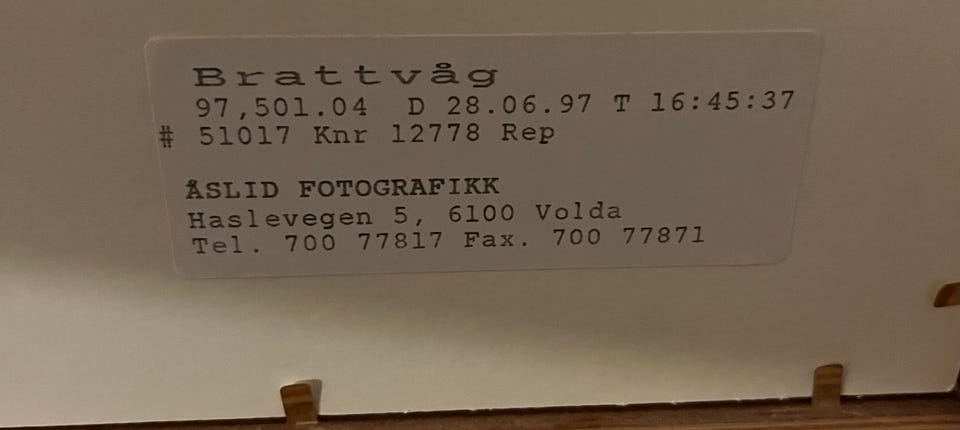 Brattvåg
97,501.04 D 28.06.97 T 16:45:37
# 51017 Knr 12778 Rep
ÅSLID FOTOGRAFIKK
Haslevegen 5, 6100 Volda
Tel. 700 77817 Fax. 700 77871